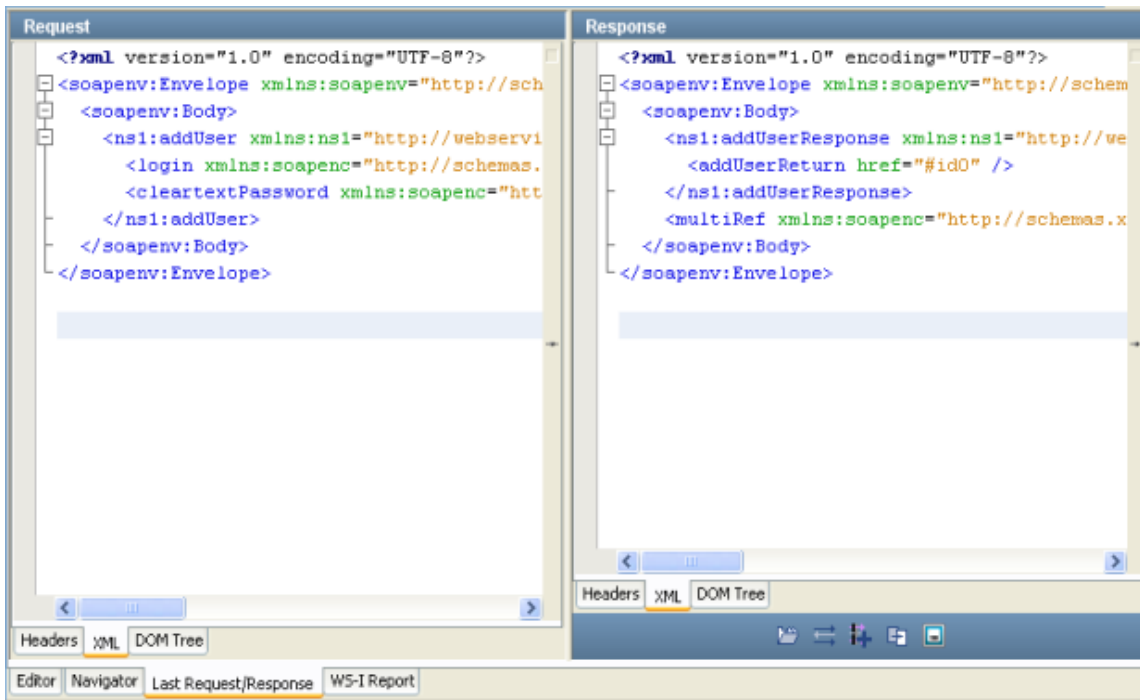 Request
<?xml version="1.0" encoding="UTF-8"?>
<soapenv:Envelope xmlns:soapenv="http://sch
<soapenv:Body>
<ns1:addUser xmlns:ns1="http://webservi
<login xmlns:soapenc="http://schemas.
<cleartextPassword xmlns:soapenc="htt
</ns1:addUser>
</soapenv:Body>
</soapenv:Envelope>
Headers XML DOM Tree
Response
<?xml version="1.0" encoding="UTF-8"?>
<soapenv:Envelope xmlns:soapenv="http://schem
<soapenv:Body>
<ns1:addUserResponse xmlns:ns1="http://we
<addUserReturn href="#id0" />
</ns1:addUserResponse>
<multiRef xmlns:soapenc="http://schemas.x
</soapenv:Body>
</soapenv:Envelope>
Headers XML DOM Tree
Editor Navigator Last Request/Response WS-I Report